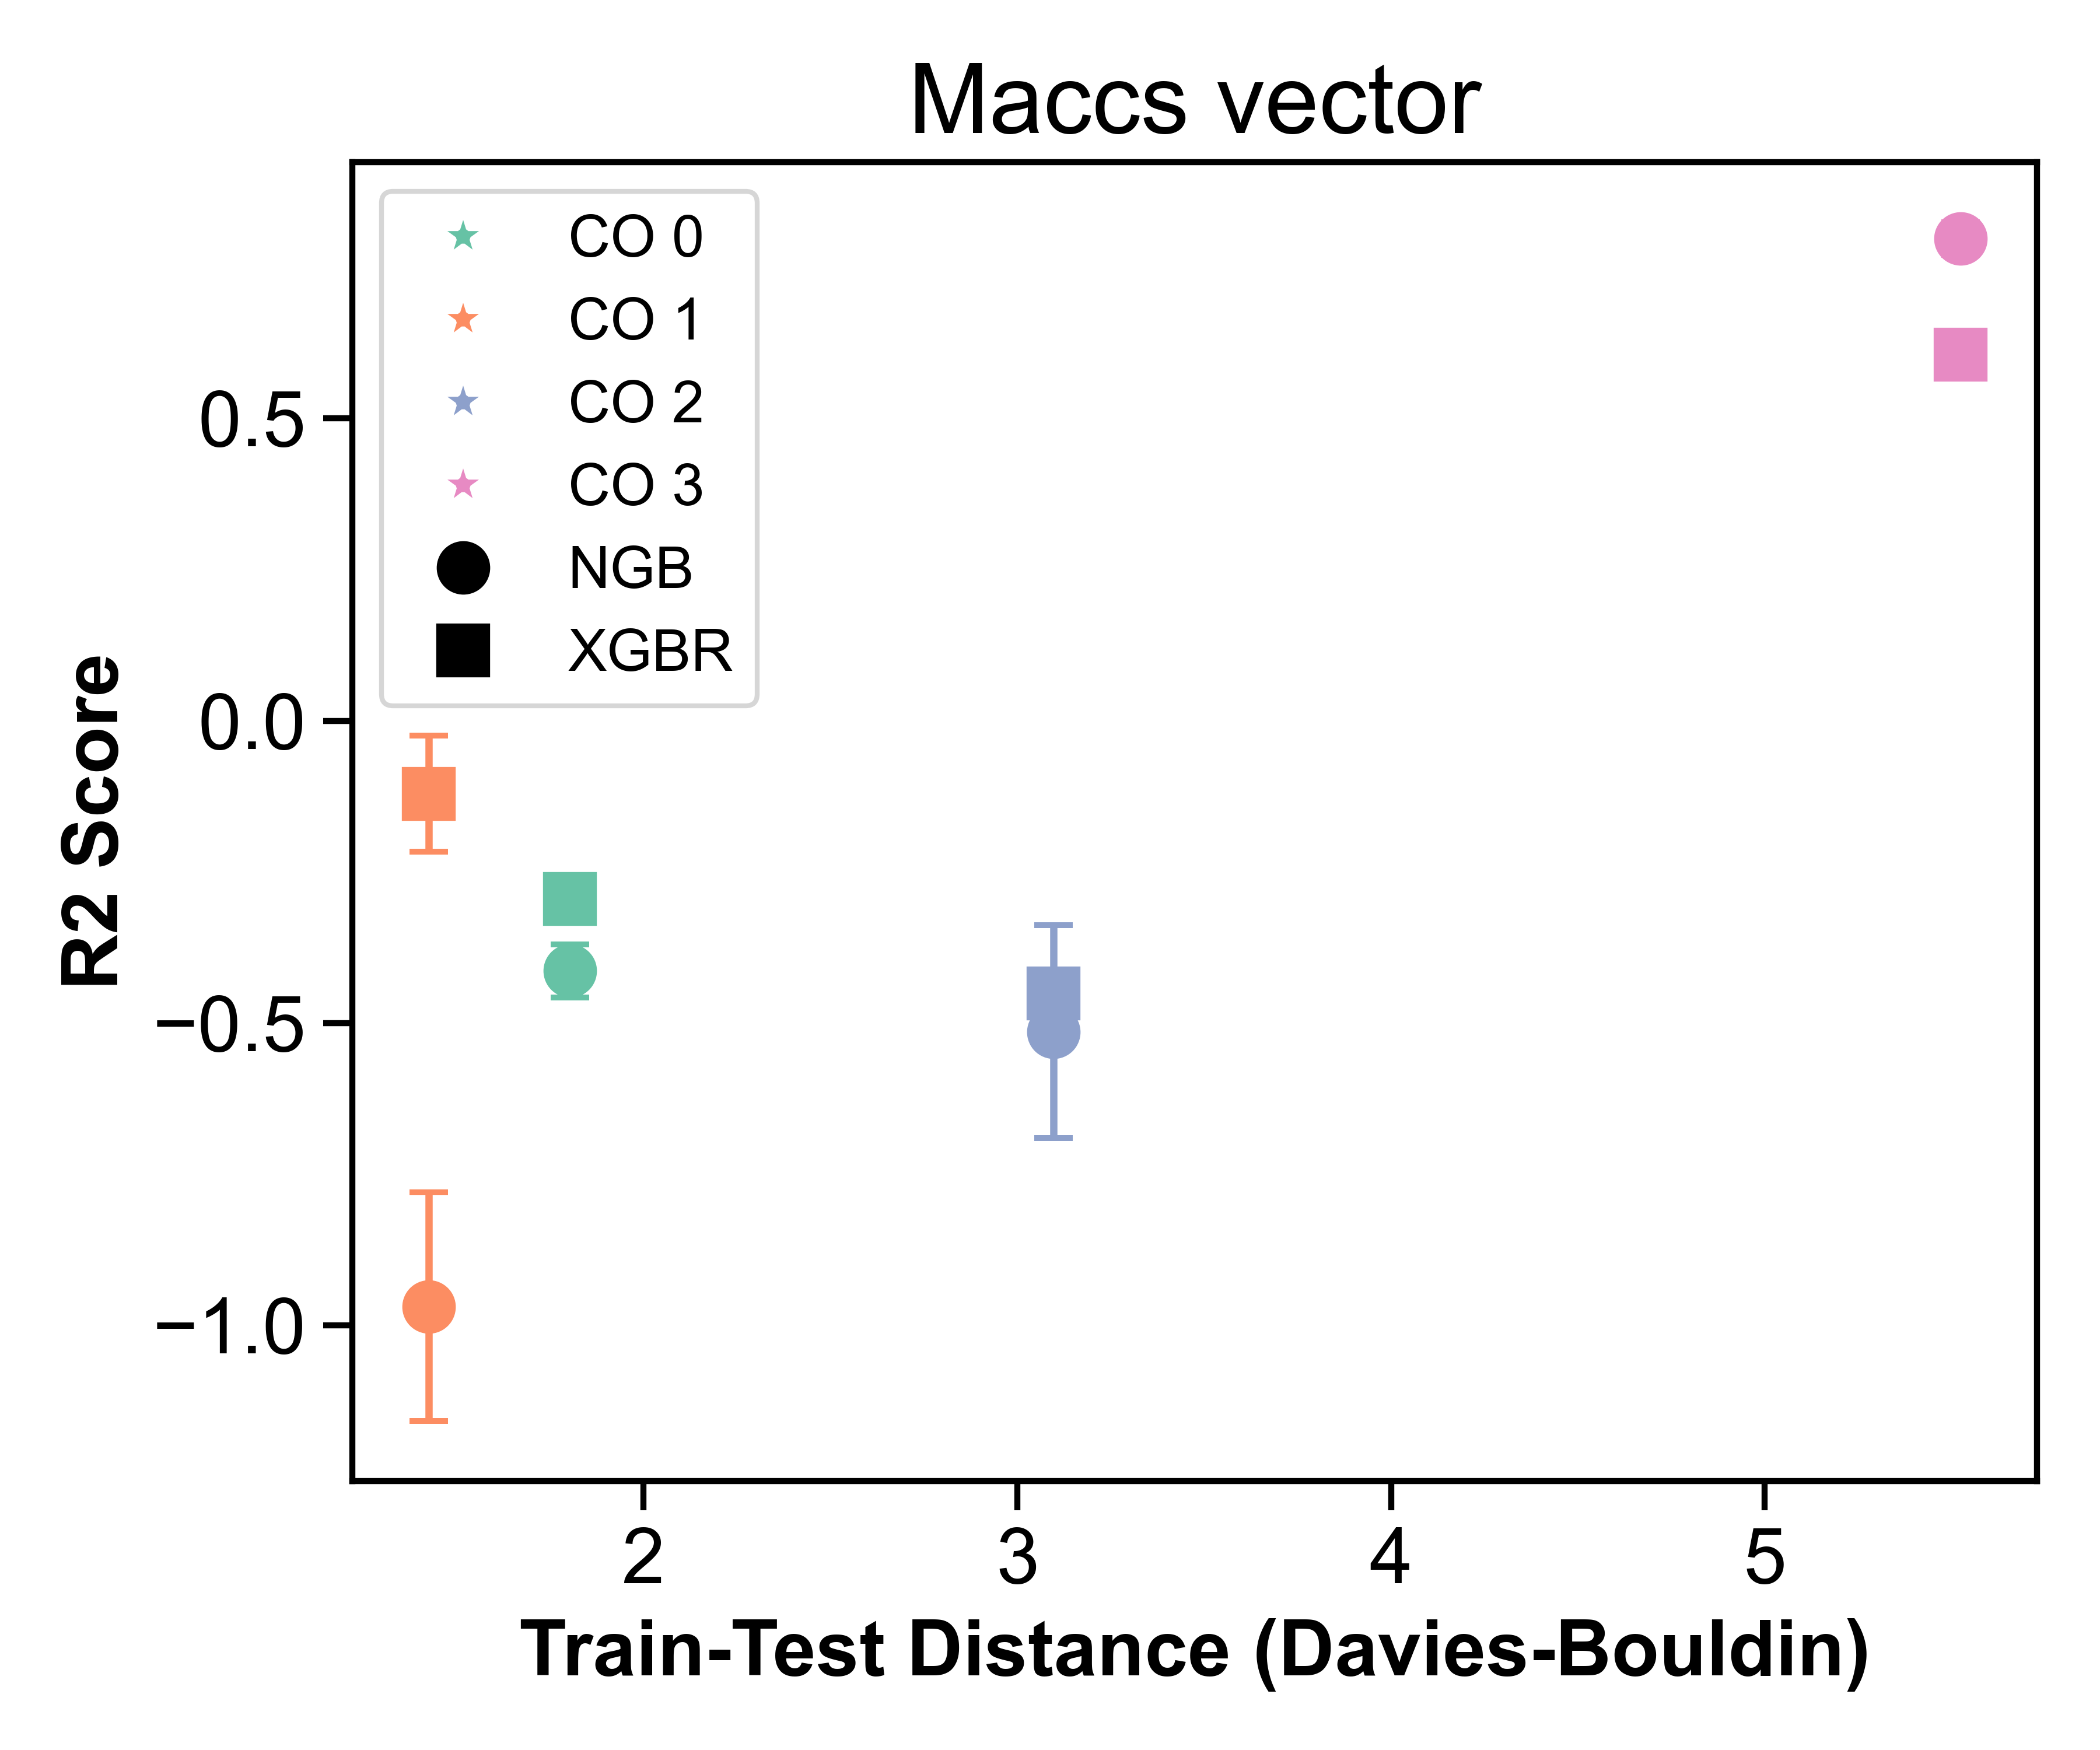 Maccs vector
CO 0
CO 1
CO 2
CO 3
NGB
XGBR
R2 Score
0.5
0.0
−0.5
−1.0
2
3
4
5
Train-Test Distance (Davies-Bouldin)